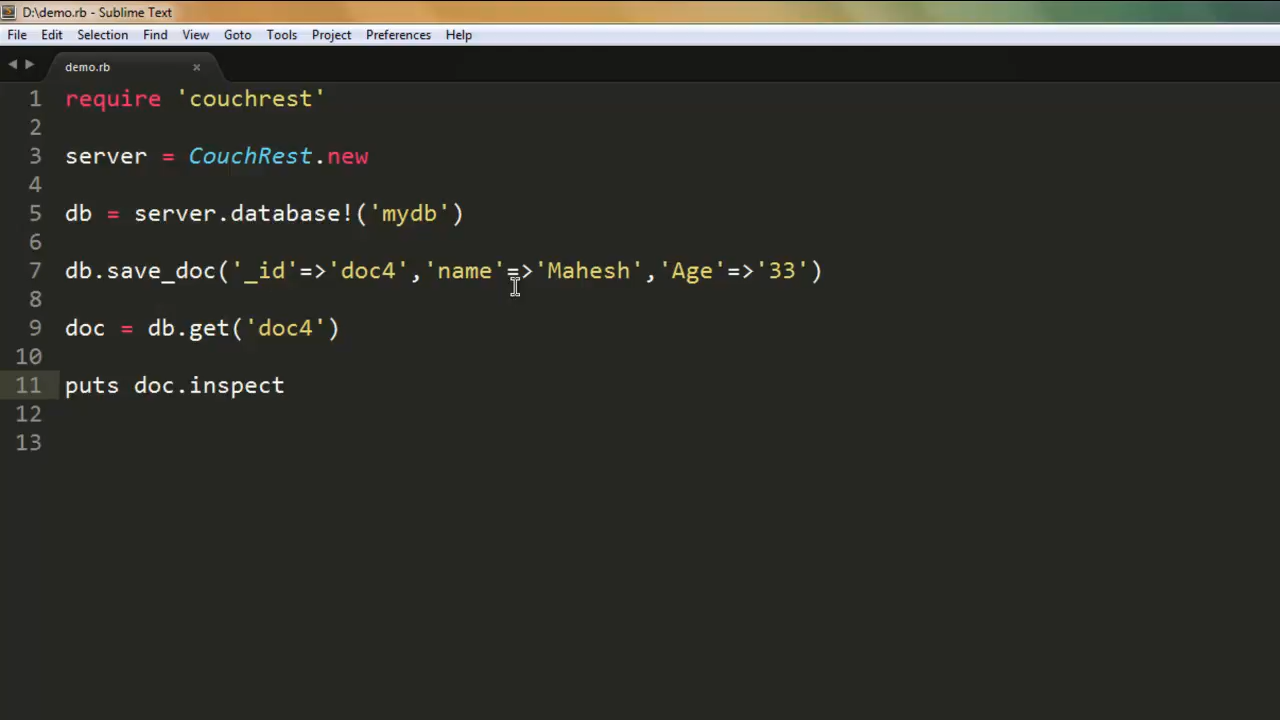 D:\demo.rb - Sublime Text
File Edit Selection Find View Goto Tools Project Preferences Help
demo.rb ×
1 require 'couchrest'
2
3 server = CouchRest.new
4
5 db = server.database!('mydb')
6
7 db.save_doc('_id'=>'doc4','name'=>'Mahesh','Age'=>'33')
8
9 doc = db.get('doc4')
10
11 puts doc.inspect
12
13